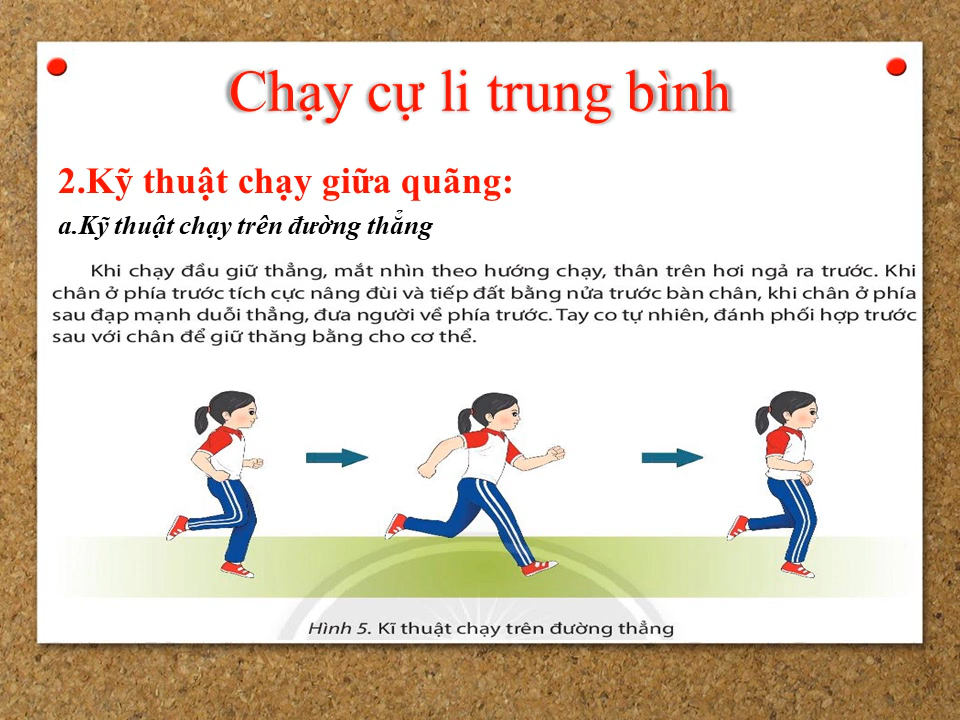 Chạy cự li trung bình
2.Kỹ thuật chạy giữa quãng:
a.Kỹ thuật chạy trên đường thẳng
Khi chạy đầu giữ thẳng, mắt nhìn theo hướng chạy, thân trên hơi ngả ra trước. Khi
chân ở phía trước tích cực nâng đùi và tiếp đất bằng nửa trước bàn chân, khi chân ở phía
sau đạp mạnh duỗi thẳng, đưa người về phía trước. Tay co tự nhiên, đánh phối hợp trước
sau với chân để giữ thăng bằng cho cơ thể.
Hình 5. Kĩ thuật chạy trên đường thẳng